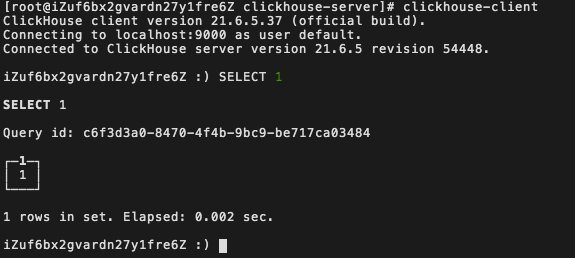 [root@iZuf6bx2gvardn27y1fre6Z clickhouse-server]# clickhouse-client
ClickHouse client version 21.6.5.37 (official build).
Connecting to localhost:9000 as user default.
Connected to ClickHouse server version 21.6.5 revision 54448.
iZuf6bx2gvardn27y1fre6Z :) SELECT 1
SELECT 1
Query id: c6f3d3a0-8470-4f4b-9bc9-be717ca03484
┌─1─┐
│ 1 │
└───┘
1 rows in set. Elapsed: 0.002 sec.
iZuf6bx2gvardn27y1fre6Z :)